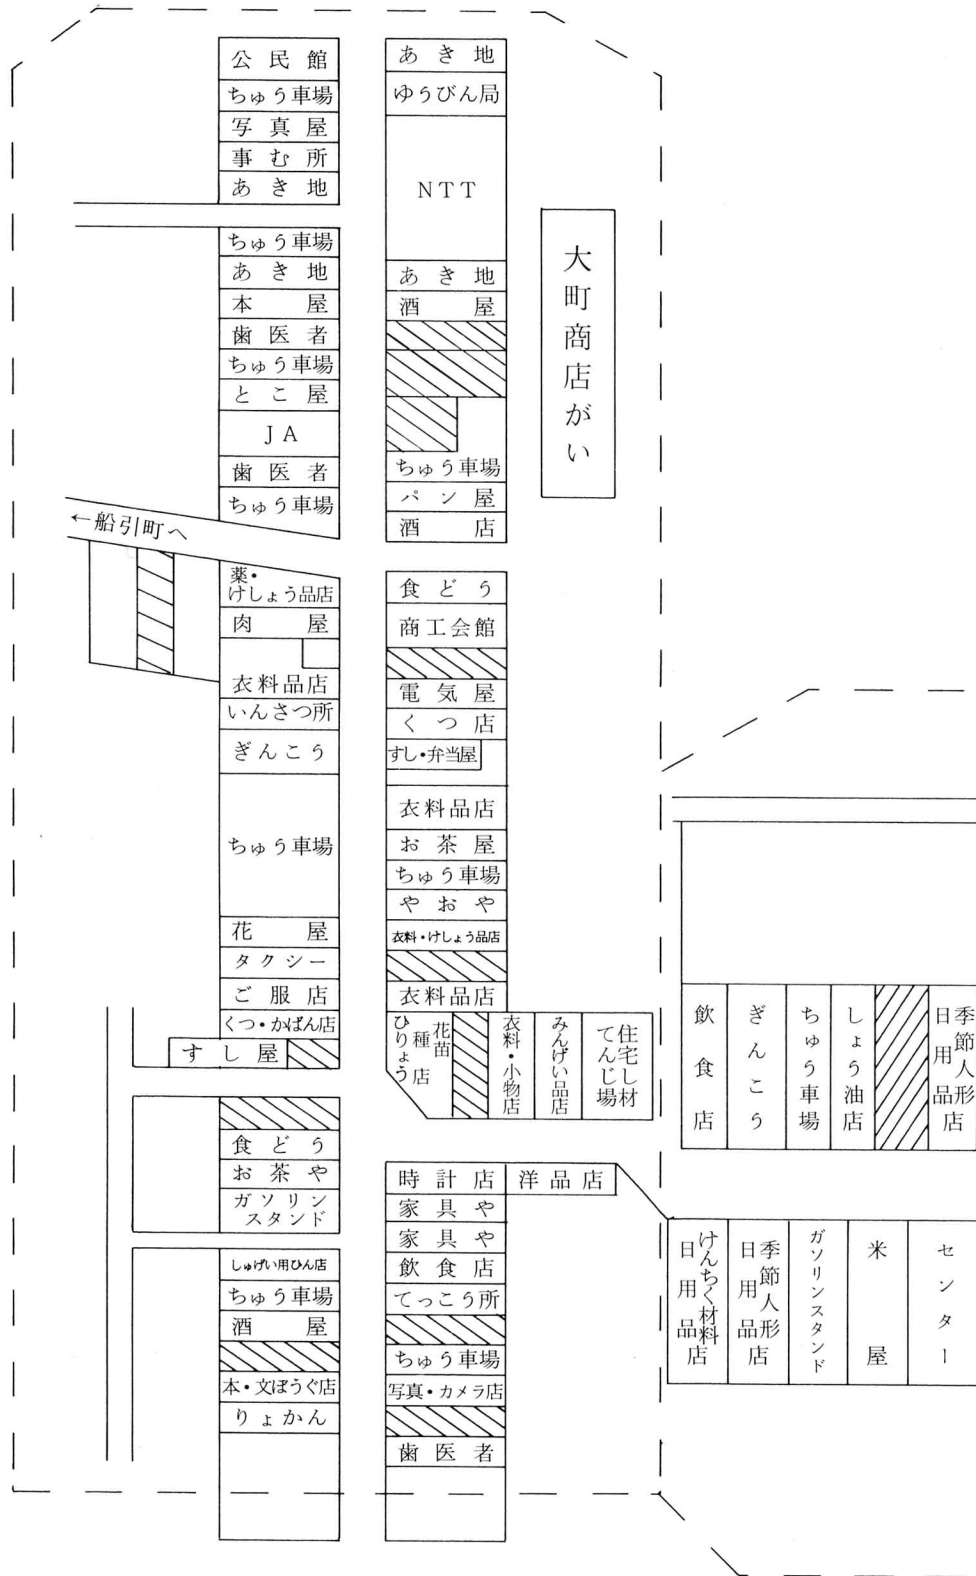 公民館
ちゅう車場
写真屋
事む所
あき地
ちゅう車場
あき地
本屋
歯医者
ちゅう車場
とこ屋
JA
歯医者
ちゅう車場
←船引町へ
薬・
けしょう品店
肉屋
衣料品店
いんさつ所
ぎんこう
ちゅう車場
花屋
タクシー
ご服店
くつ・かばん店
すし屋
食どう
お茶や
ガソリン
スタンド
しゅげい用ひん店
ちゅう車場
酒屋
本・文ぼうぐ店
りょかん
あき地
ゆうびん局
NTT
あき地
酒屋
ちゅう車場
パン屋
酒店
食どう
商工会館
電気屋
くつ店
すし・弁当屋
衣料品店
お茶屋
ちゅう車場
やおや
衣料・けしょう品店
衣料品店
花苗
種店
ひりょう
衣料・小物店
みんげい品店
住宅し材
てんじ場
時計店
洋品店
家具や
家具や
飲食店
てっこう所
ちゅう車場
写真・カメラ店
歯医者
大町商店がい
飲食店
ぎんこう
ちゅう車場
しょう油店
季節人形店
日用品
けんちく材料店
日用品
季節人形店
日用品
ガソリンスタンド
米屋
センター